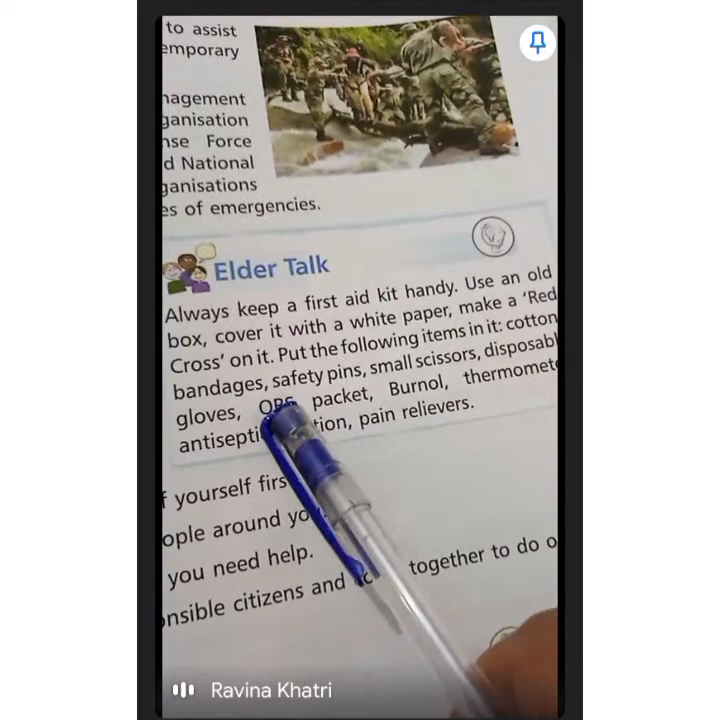 to assist
emporary
nagement
ganisation
nse Force
d National
ganisations
es of emergencies.
Elder Talk
Always keep a first aid kit handy. Use an old
box, cover it with a white paper, make a 'Red
Cross' on it. Put the following items in it: cotton
bandages, safety pins, small scissors, disposabl
gloves, ORS packet, Burnol, thermomet
antisepti tion, pain relievers.
f yourself firs
ople around yo
you need help.
onsible citizens and together to do o
Ravina Khatri